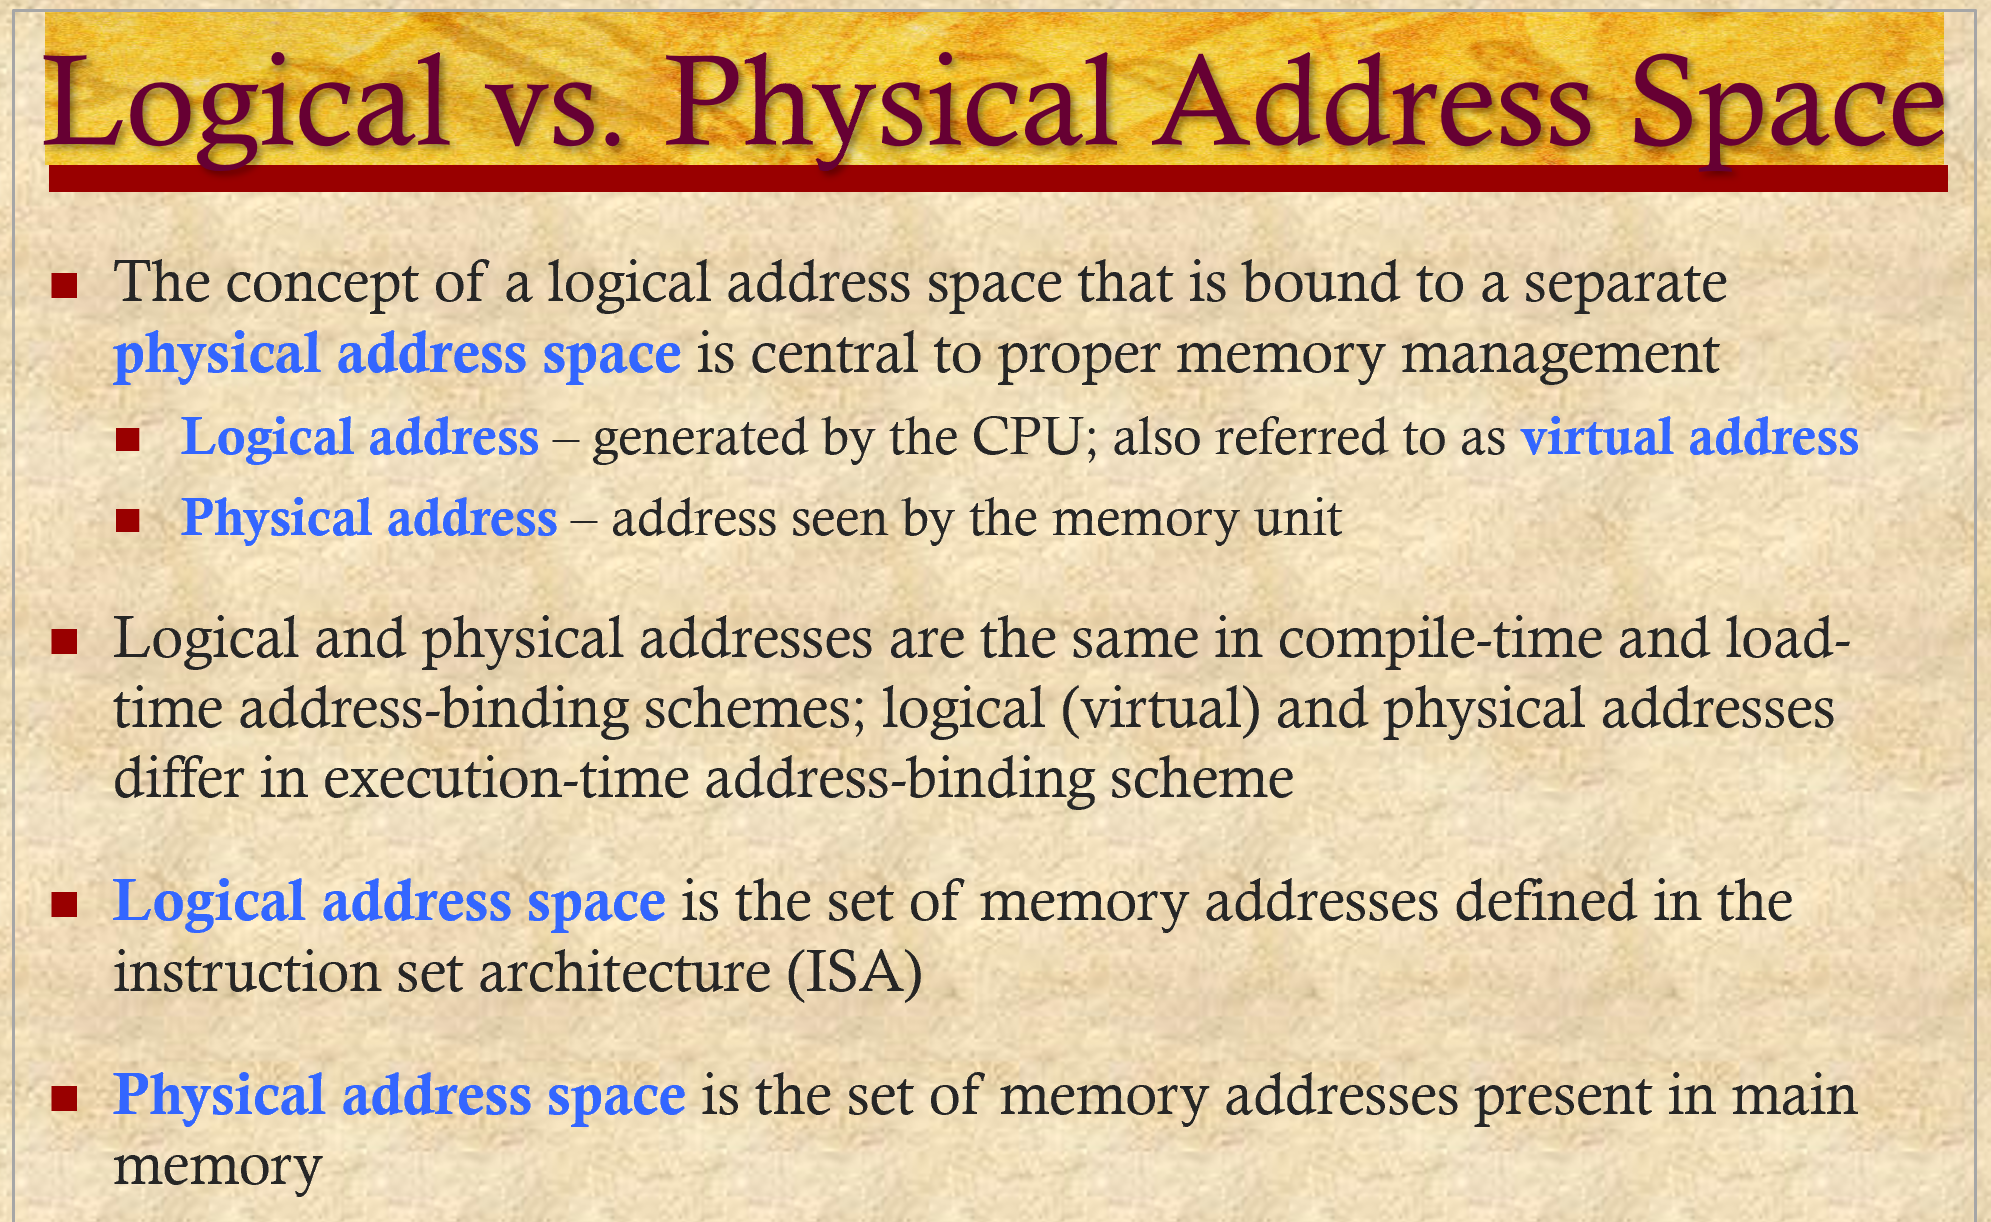 Logical vs. Physical Address Space
The concept of a logical address space that is bound to a separate
physical address space is central to proper memory management
Logical address – generated by the CPU; also referred to as virtual address
Physical address – address seen by the memory unit
Logical and physical addresses are the same in compile-time and load-
time address-binding schemes; logical (virtual) and physical addresses
differ in execution-time address-binding scheme
Logical address space is the set of memory addresses defined in the
instruction set architecture (ISA)
Physical address space is the set of memory addresses present in main
memory